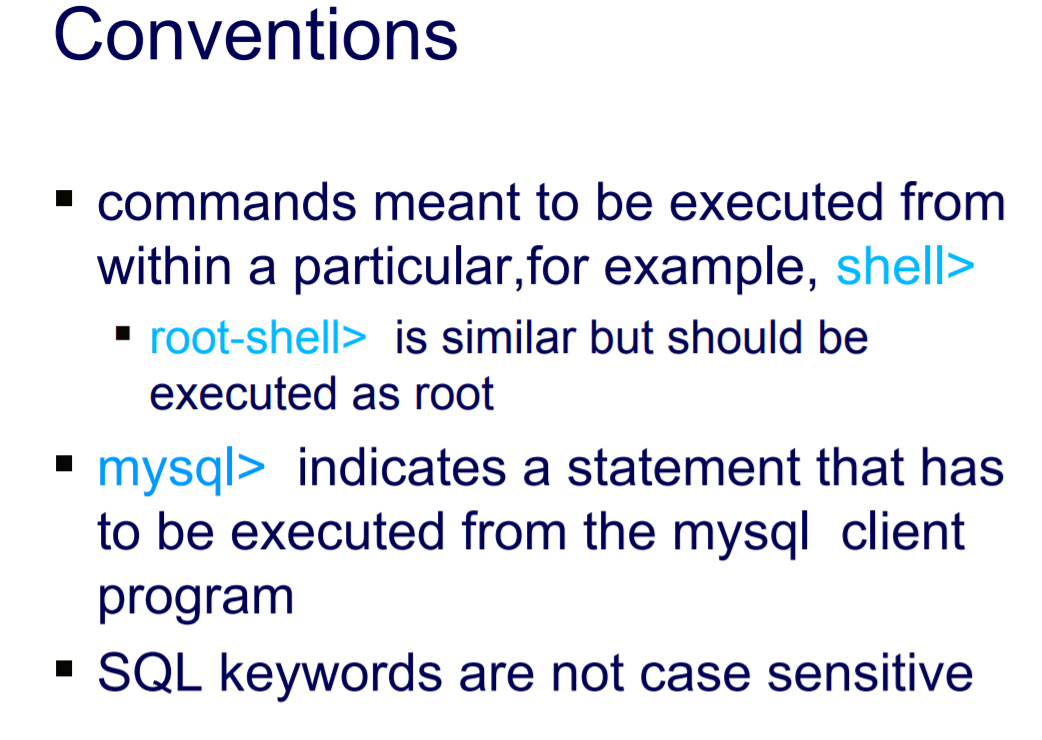 Conventions
▪ commands meant to be executed from
within a particular,for example, shell>
▪ root-shell>  is similar but should be
executed as root
▪ mysql>  indicates a statement that has
to be executed from the mysql  client
program
▪ SQL keywords are not case sensitive